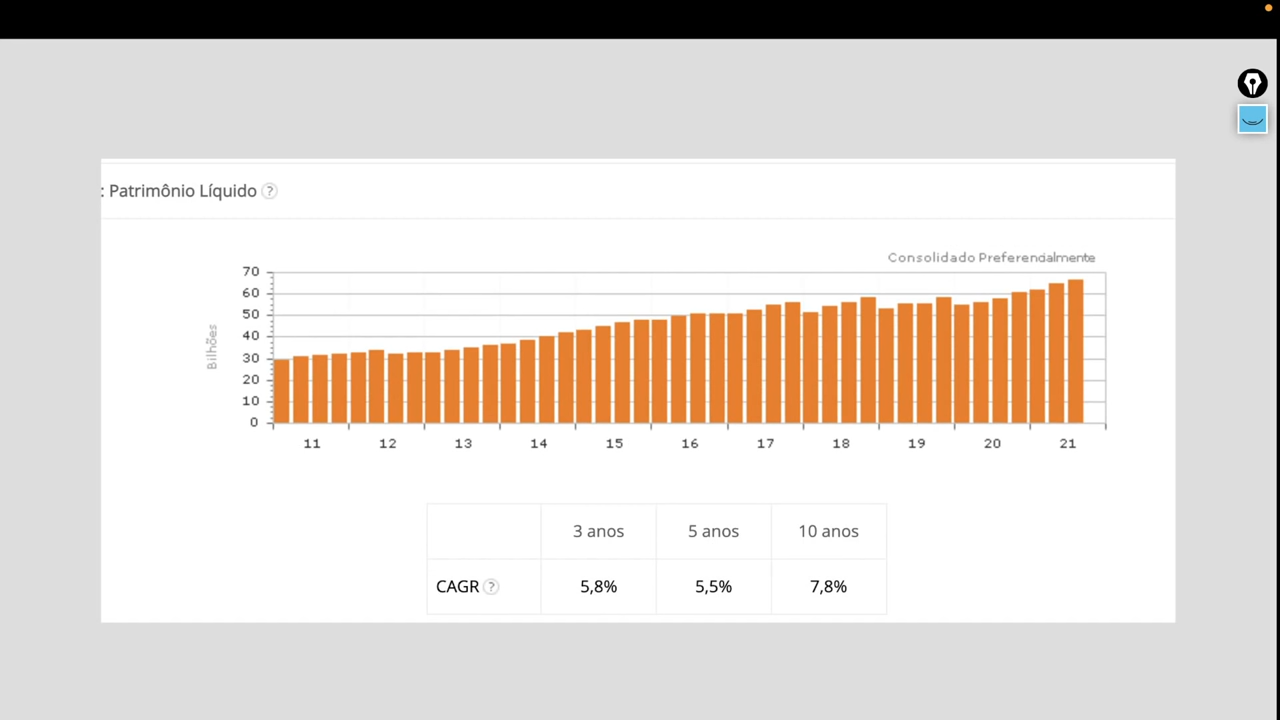 : Patrimônio Líquido ?
Consolidado Preferencialmente
Bilhões
70
60
50
40
30
20
10
0
11 12 13 14 15 16 17 18 19 20 21
3 anos 5 anos 10 anos
CAGR ? 5,8% 5,5% 7,8%